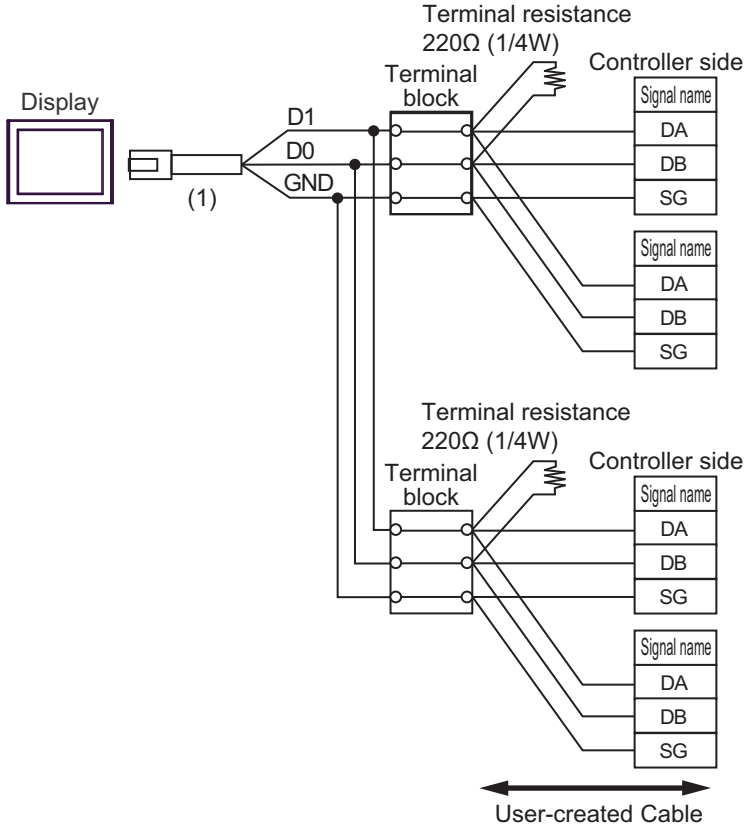 Terminal resistance
220Ω (1/4W)
Controller side
Terminal
block
Display
Signal name
DA
DB
SG
D1
D0
GND
(1)
Signal name
DA
DB
SG
Terminal resistance
220Ω (1/4W)
Controller side
Terminal
block
Signal name
DA
DB
SG
Signal name
DA
DB
SG
User-created Cable